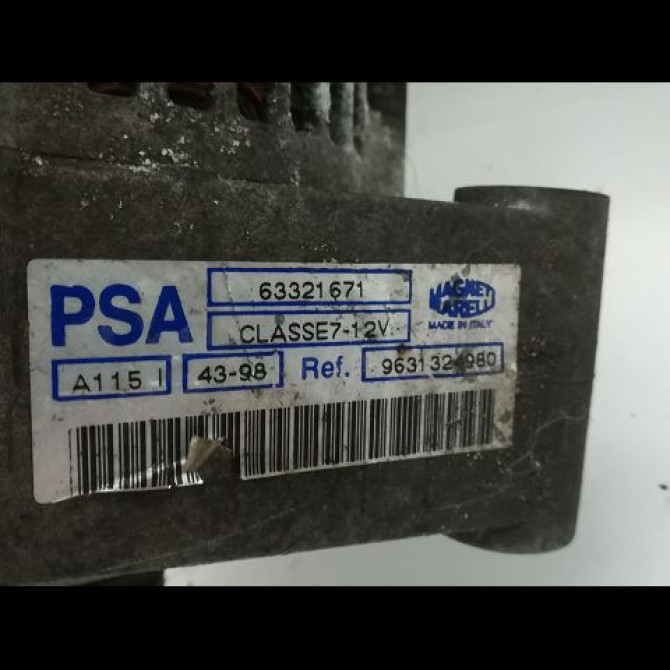 PSA
63321671
MAGNETI
MARELLI
CLASSE7-12V.
MADE IN ITALY
A115 I
43-98
Ref.
9631324980